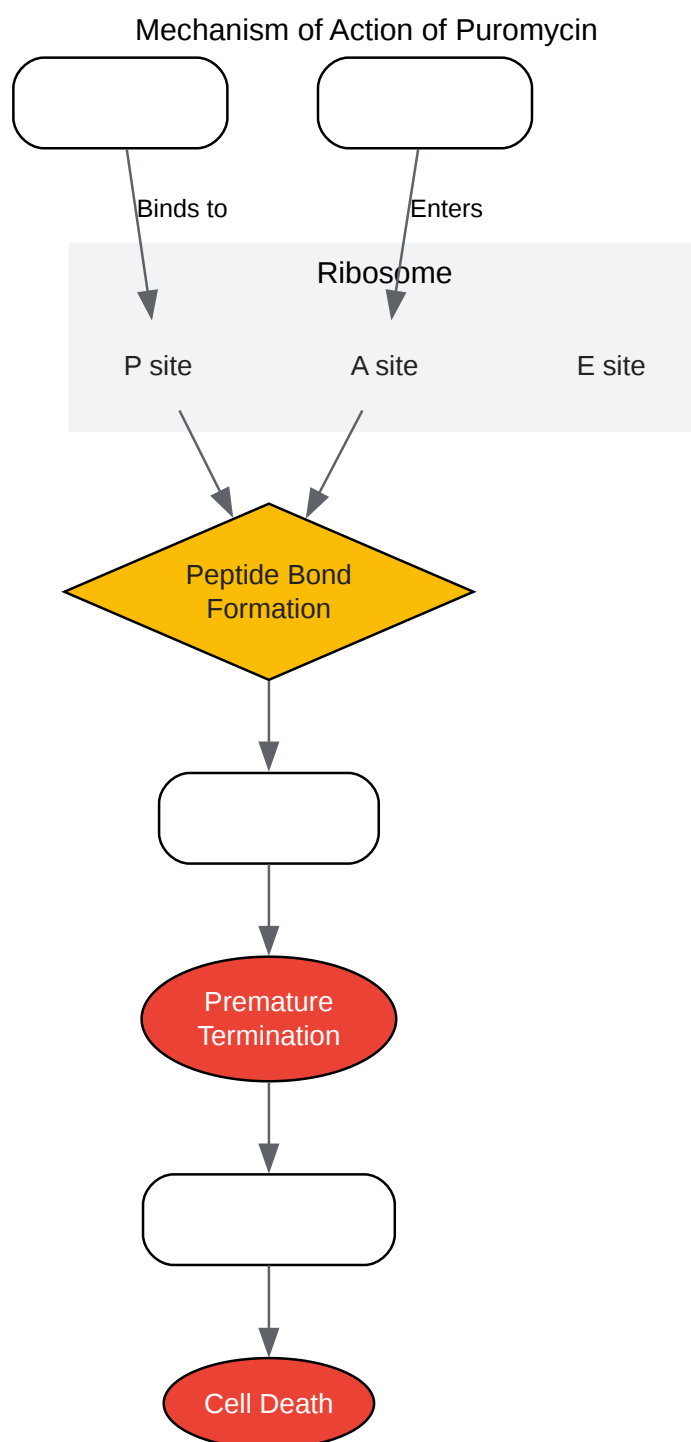 Mechanism of Action of Puromycin
Binds to
Enters
Ribosome
P site
A site
E site
Peptide Bond
Formation
Premature
Termination
Cell Death